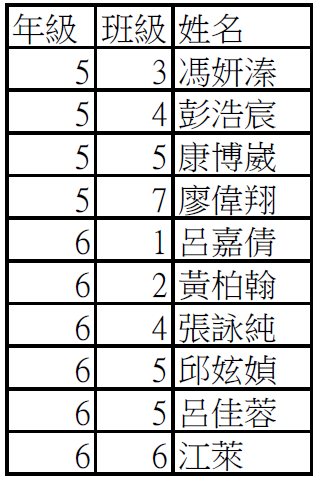 年級 班級 姓名
5 3 馮妍溱
5 4 彭浩宸
5 5 康博崴
5 7 廖偉翔
6 1 呂嘉倩
6 2 黃柏翰
6 4 張詠純
6 5 邱妶媜
6 5 呂佳蓉
6 6 江萊